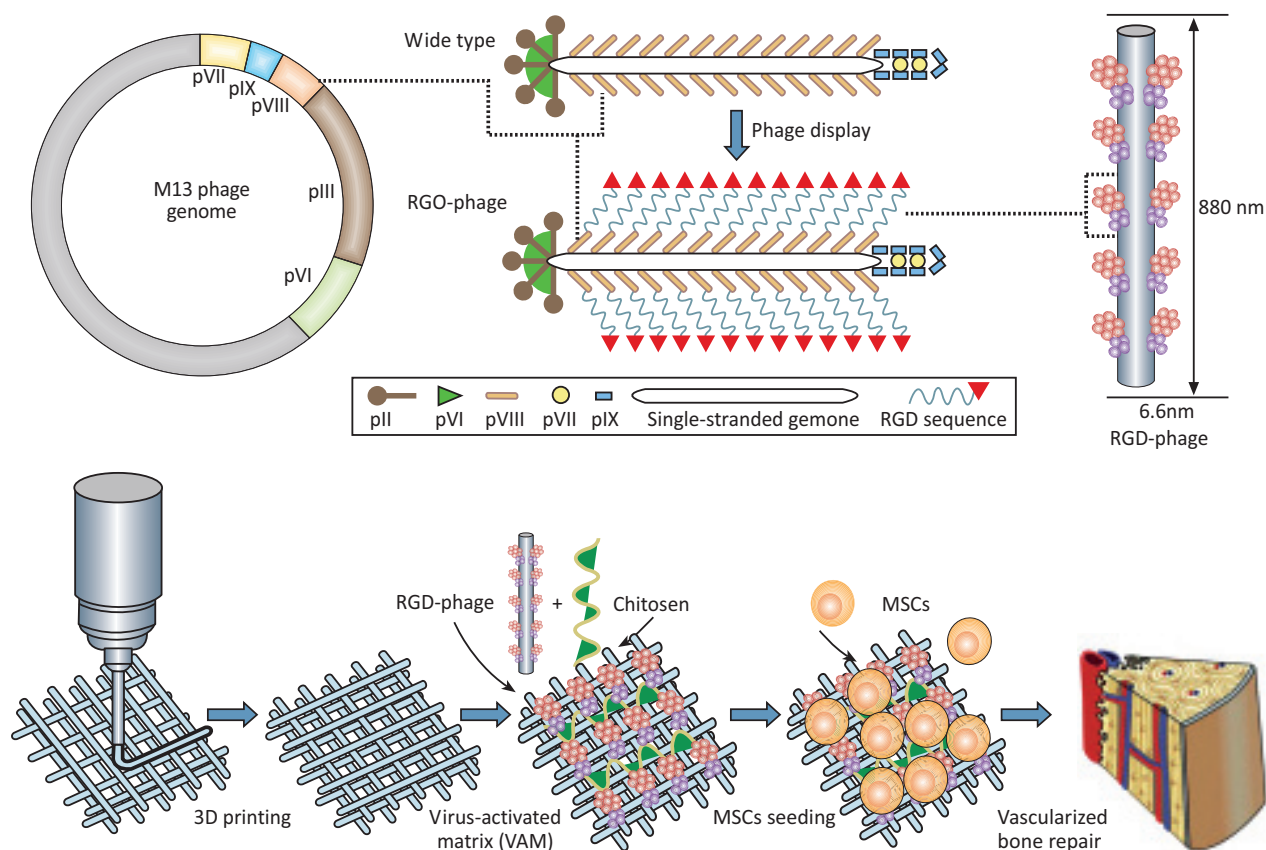 Wide type
pVII
pIX
pVIII
M13 phage
genome
pIII
pVI
Phage display
RGO-phage
880 nm
6.6nm
RGD-phage
pII
pVI
pVIII
pVII
pIX
Single-stranded gemone
RGD sequence
RGD-phage
+
Chitosen
MSCs
3D printing
Virus-activated
matrix (VAM)
MSCs seeding
Vascularized
bone repair